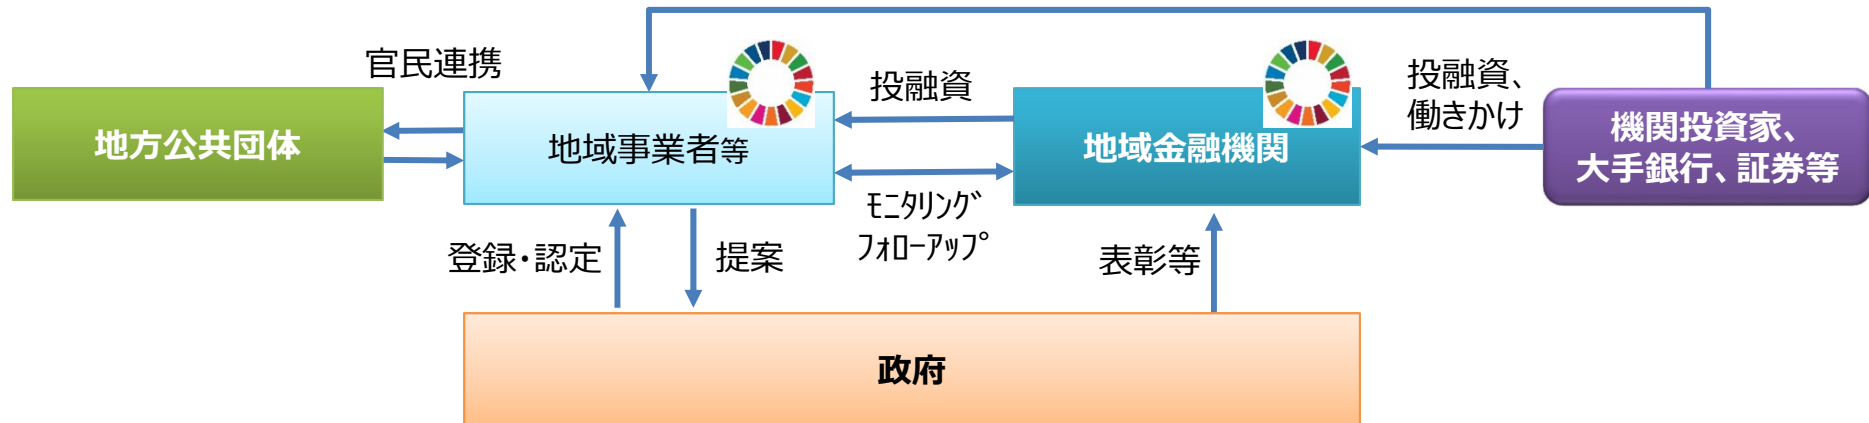 官民連携
地方公共団体
地域事業者等
投融資
ﾓﾆﾀﾘﾝｸﾞ
ﾌｫﾛｰｱｯﾌﾟ
地域金融機関
投融資、
働きかけ
機関投資家、
大手銀行、証券等
登録・認定
提案
表彰等
政府